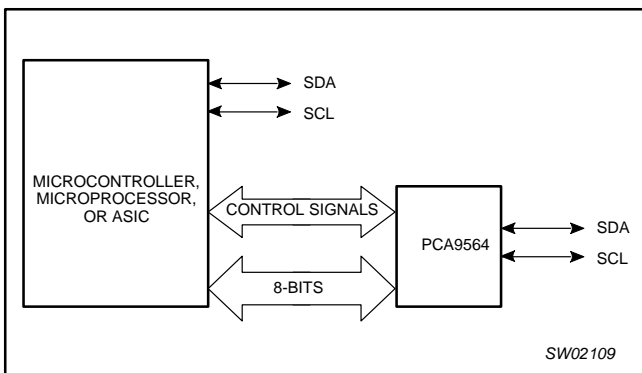 SDA
SCL
MICROCONTROLLER,
MICROPROCESSOR,
OR ASIC
CONTROL SIGNALS
PCA9564
SDA
SCL
8-BITS
SW02109